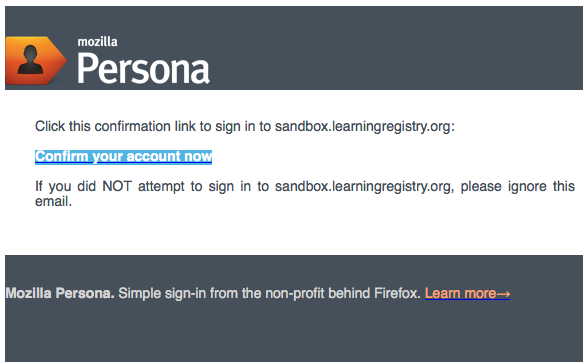 mozilla
Persona
Click this confirmation link to sign in to sandbox.learningregistry.org:
Confirm your account now
If you did NOT attempt to sign in to sandbox.learningregistry.org, please ignore this
email.
Mozilla Persona. Simple sign-in from the non-profit behind Firefox. Learn more→